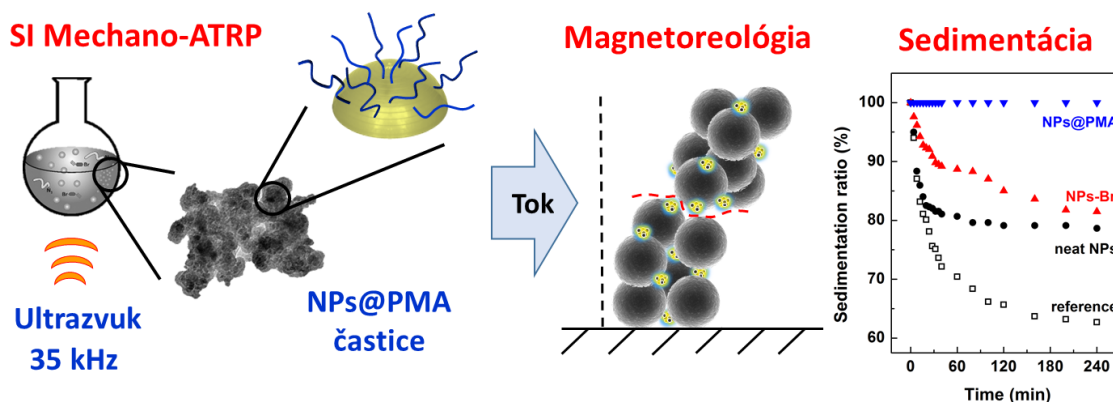 SI Mechano-ATRP
Ultrazvuk
35 kHz
NPs@PMA
častice
Tok
Magnetoreológia
Sedimentácia
Sedimentation ratio (%)
100
90
80
70
60
NPs@PMA
NPs-Br
neat NPs
reference
0
60
120
180
240
Time (min)